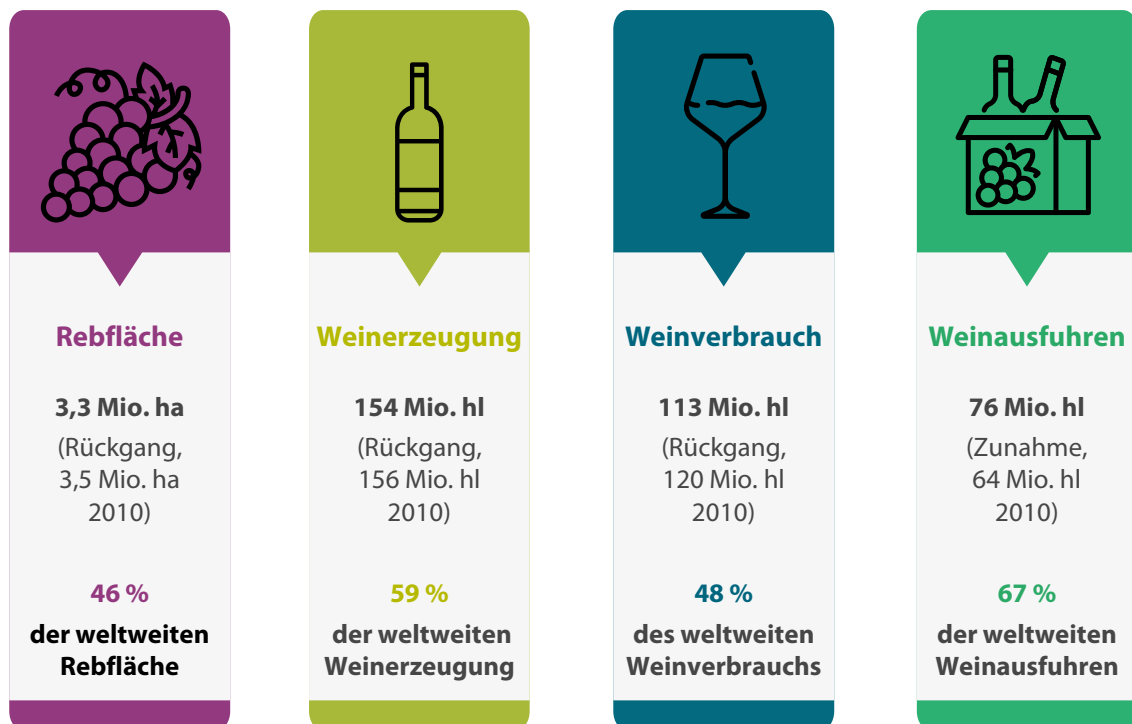 Rebfläche
3,3 Mio. ha
(Rückgang,
3,5 Mio. ha
2010)
46 %
der weltweiten
Rebfläche
Weinerzeugung
154 Mio. hl
(Rückgang,
156 Mio. hl
2010)
59 %
der weltweiten
Weinerzeugung
Weinverbrauch
113 Mio. hl
(Rückgang,
120 Mio. hl
2010)
48 %
des weltweiten
Weinverbrauchs
Weinausfuhren
76 Mio. hl
(Zunahme,
64 Mio. hl
2010)
67 %
der weltweiten
Weinausfuhren